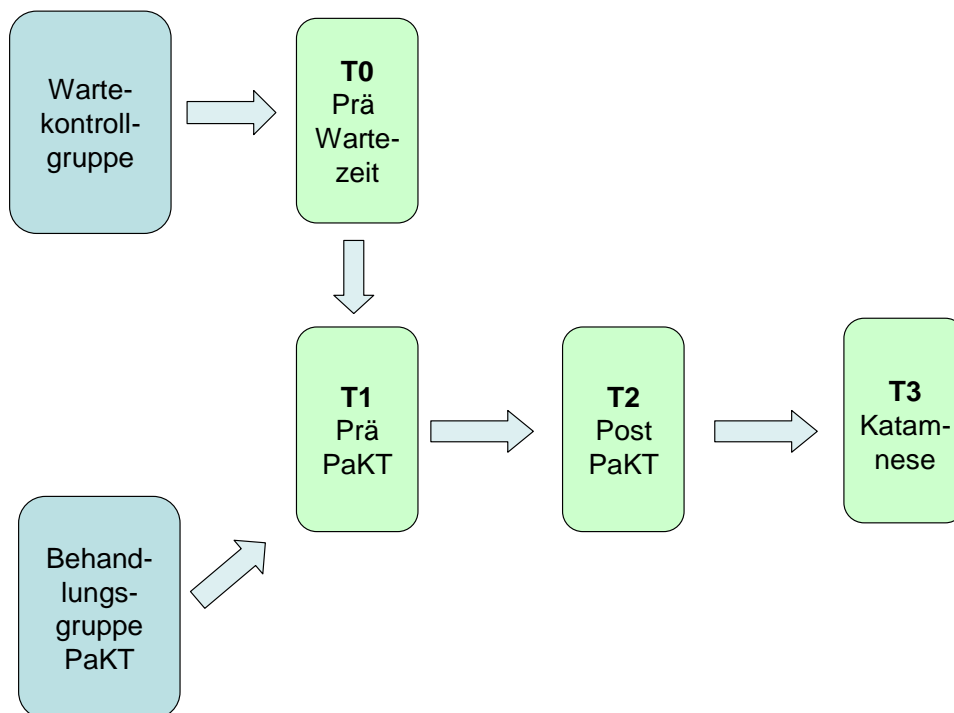 Warte-
kontroll-
gruppe
T0
Prä
Warte-
zeit
T1
Prä
PaKT
T2
Post
PaKT
T3
Katam-
nese
Behand-
lungs-
gruppe
PaKT